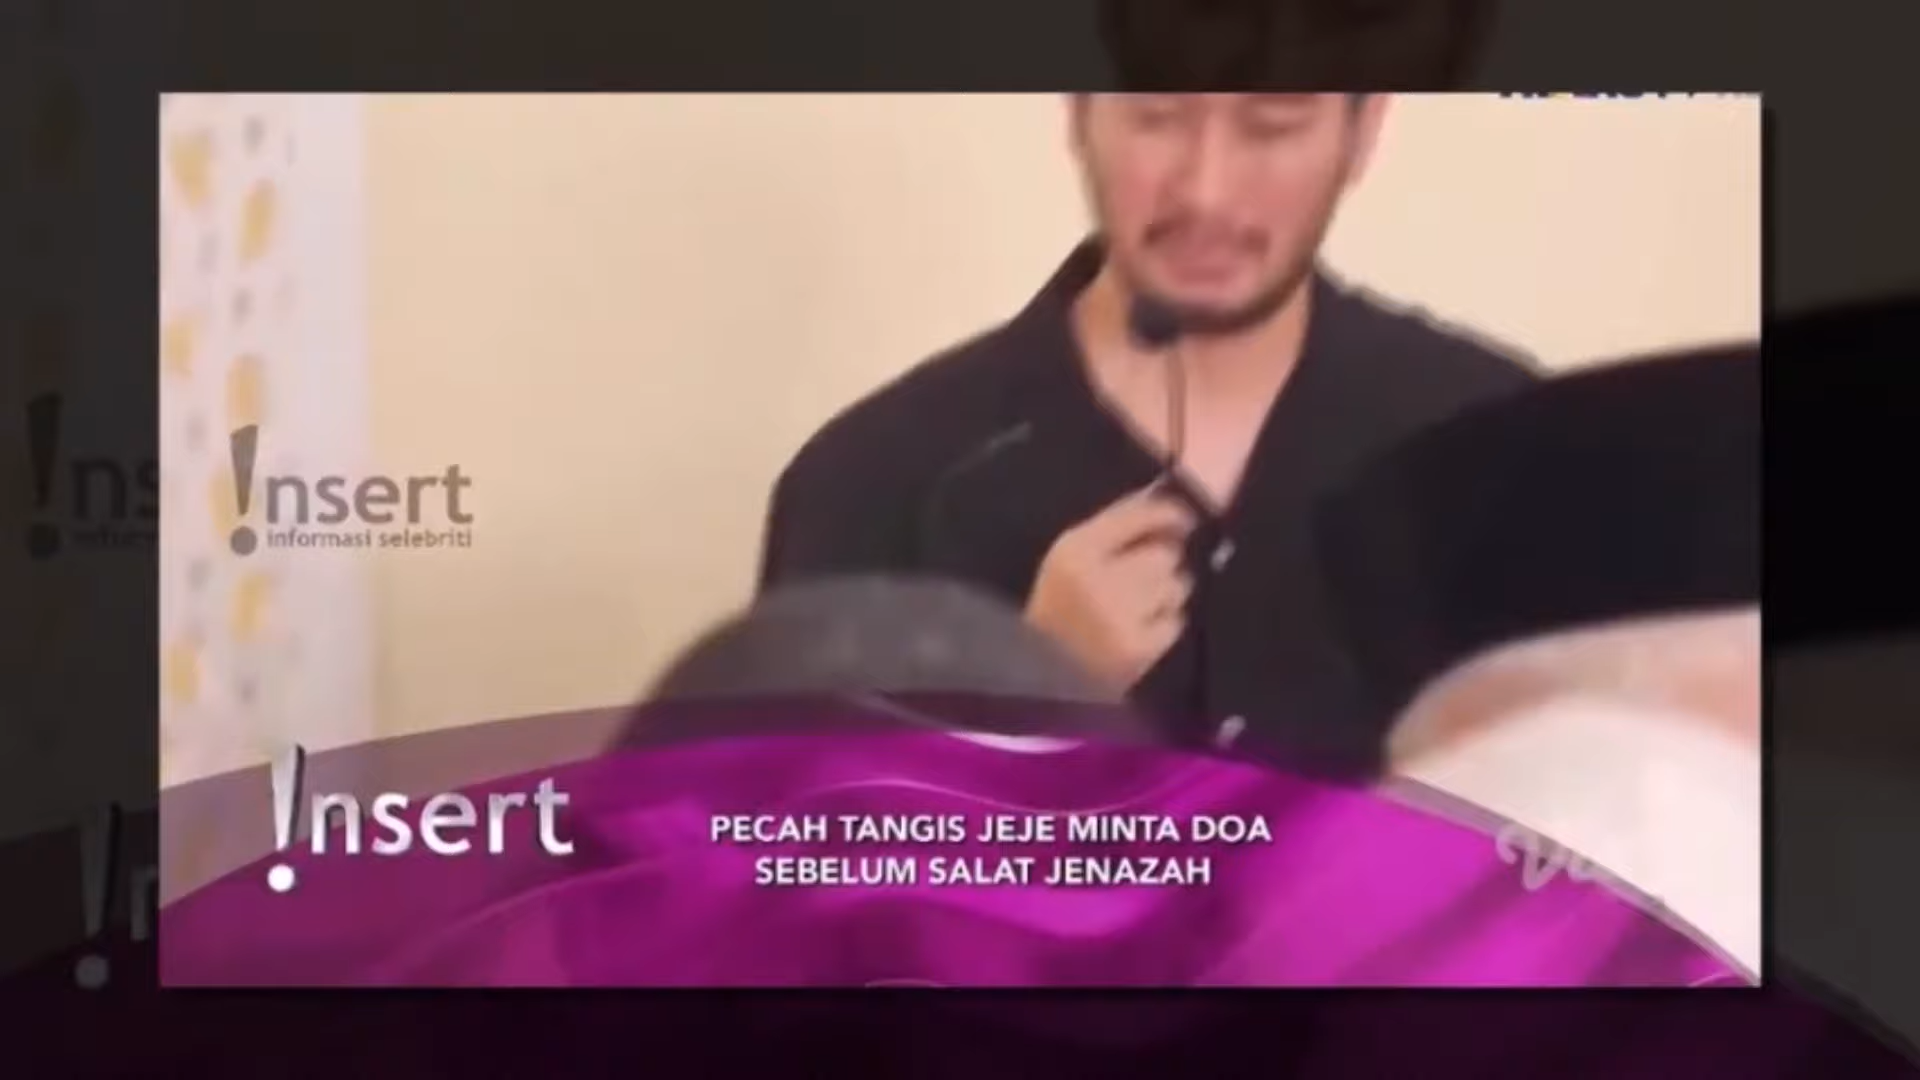 !nsert
informasi selebriti
!nsert
PECAH TANGIS JEJE MINTA DOA
SEBELUM SALAT JENAZAH